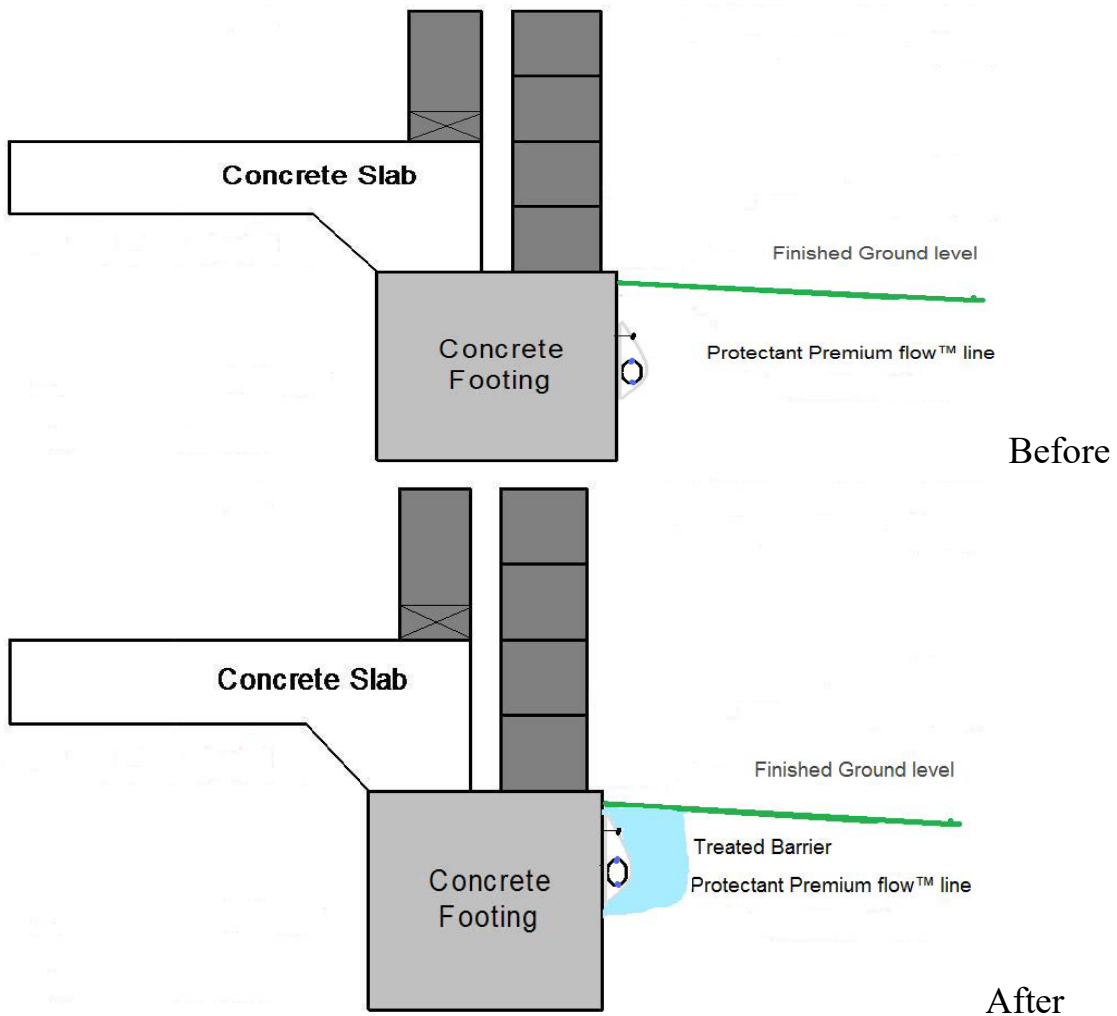 Concrete Slab
Finished Ground level
Concrete
Footing
Protectant Premium flow™ line
Before
Concrete Slab
Finished Ground level
Treated Barrier
Concrete
Footing
Protectant Premium flow™ line
After